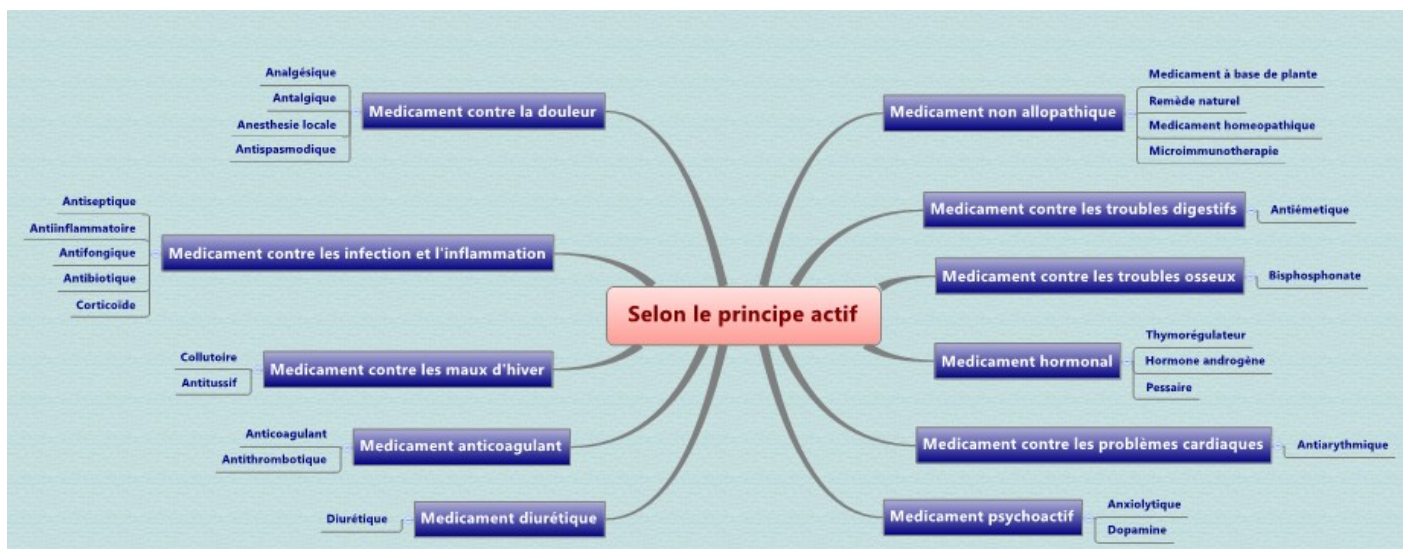 Selon le principe actif
Medicament contre la douleur
Analgésique
Antalgique
Anesthesie locale
Antispasmodique
Medicament contre les infection et l'inflammation
Antiseptique
Antiinflammatoire
Antifongique
Antibiotique
Corticoïde
Medicament contre les maux d'hiver
Collutoire
Antitussif
Medicament anticoagulant
Anticoagulant
Antithrombotique
Medicament diurétique
Diurétique
Medicament non allopathique
Medicament à base de plante
Remède naturel
Medicament homeopathique
Microimmunotherapie
Medicament contre les troubles digestifs
Antiémetique
Medicament contre les troubles osseux
Bisphosphonate
Medicament hormonal
Thymorégulateur
Hormone androgène
Pessaire
Medicament contre les problèmes cardiaques
Antiarythmique
Medicament psychoactif
Anxiolytique
Dopamine